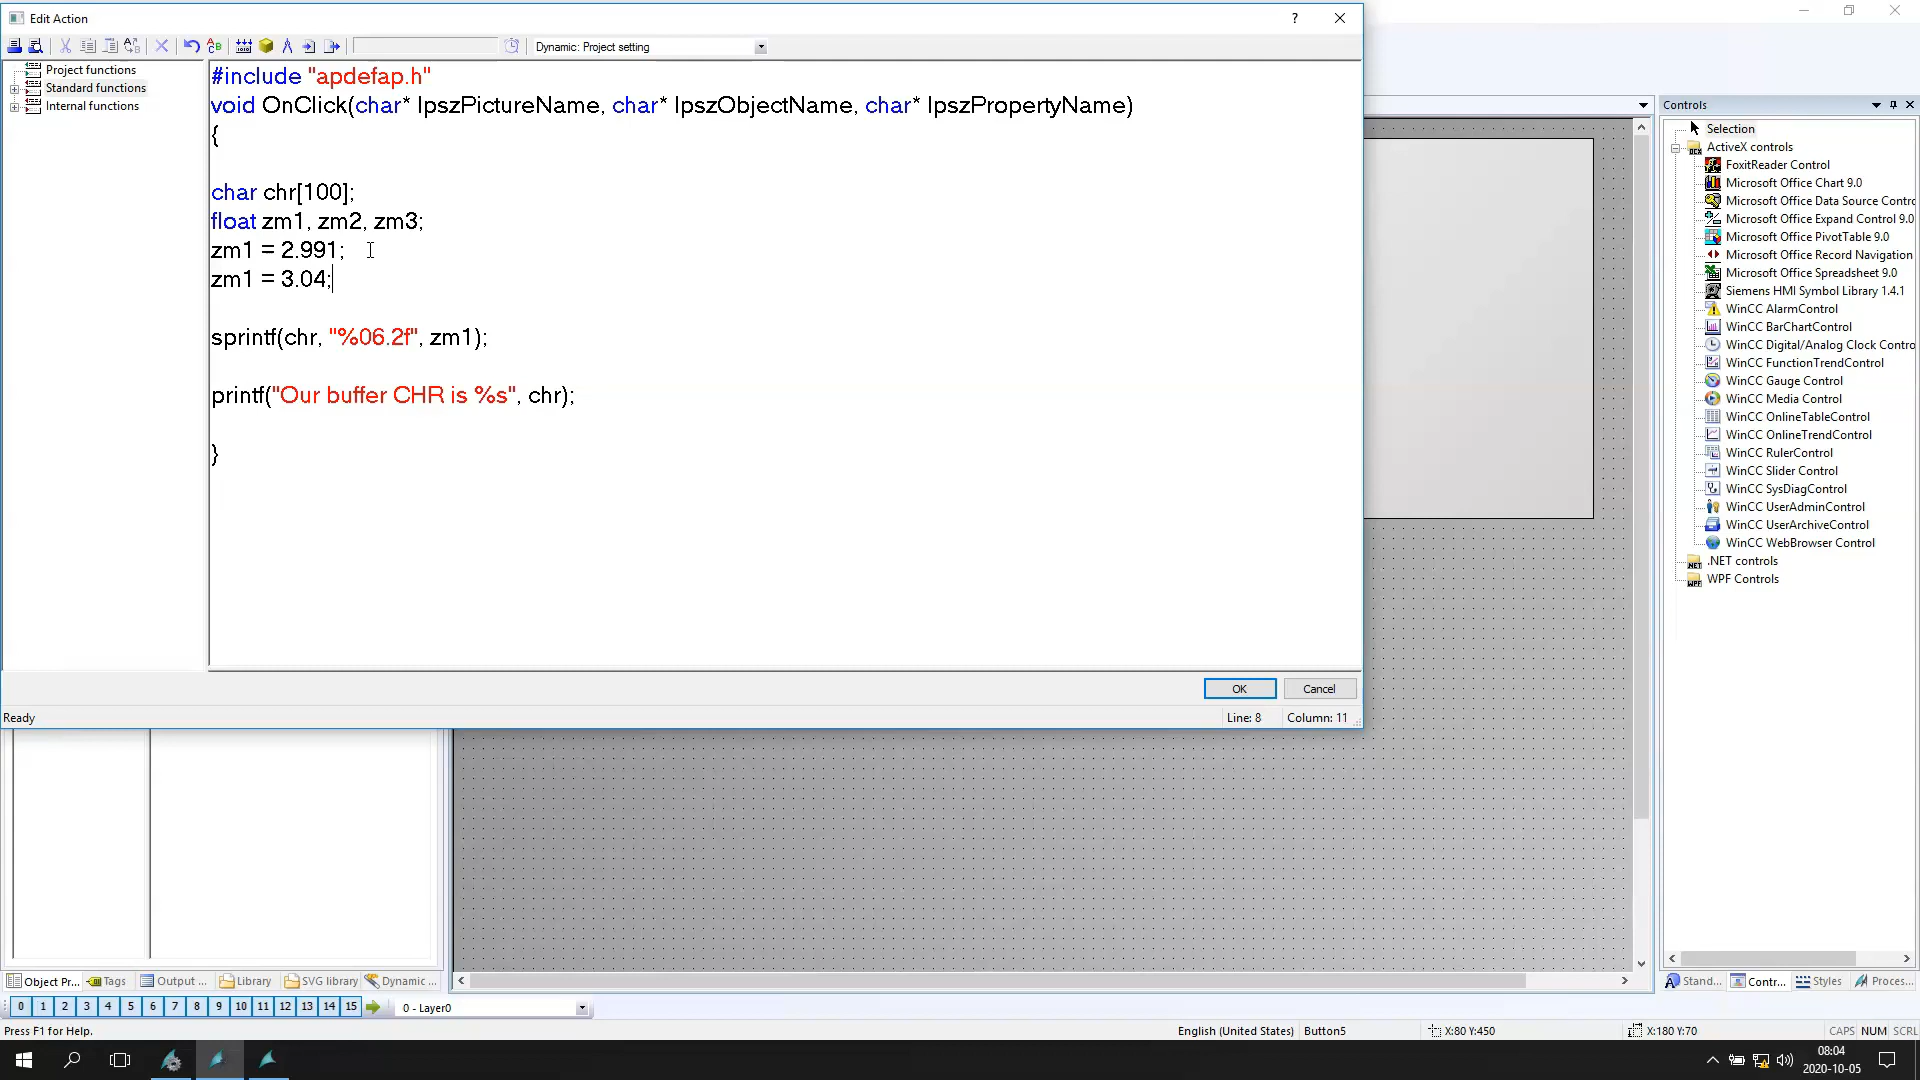 Edit Action
?
Dynamic: Project setting
Project functions
Standard functions
Internal functions
#include "apdefap.h"
void OnClick(char* lpszPictureName, char* lpszObjectName, char* lpszPropertyName)
{
char chr[100];
float zm1, zm2, zm3;
zm1 = 2.991;
zm1 = 3.04;
sprintf(chr, "%06.2f", zm1);
printf("Our buffer CHR is %s", chr);
}
OK
Cancel
Ready
Line: 8
Column: 11
Controls
Selection
ActiveX controls
FoxitReader Control
Microsoft Office Chart 9.0
Microsoft Office Data Source Contr
Microsoft Office Expand Control 9.0
Microsoft Office PivotTable 9.0
Microsoft Office Record Navigation
Microsoft Office Spreadsheet 9.0
Siemens HMI Symbol Library 1.4.1
WinCC AlarmControl
WinCC BarChartControl
WinCC Digital/Analog Clock Contro
WinCC FunctionTrendControl
WinCC Gauge Control
WinCC Media Control
WinCC OnlineTableControl
WinCC OnlineTrendControl
WinCC RulerControl
WinCC Slider Control
WinCC SysDiagControl
WinCC UserAdminControl
WinCC UserArchiveControl
WinCC WebBrowser Control
.NET controls
WPF Controls
Object Pr...
Tags
Output ...
Library
SVG library
Dynamic ...
Stand...
Contr...
Styles
Proces...
0 1 2 3 4 5 6 7 8 9 10 11 12 13 14 15
0 - Layer0
Press F1 for Help.
English (United States)
Button5
X:80 Y:450
X:180 Y:70
CAPS NUM SCRL
08:04
2020-10-05